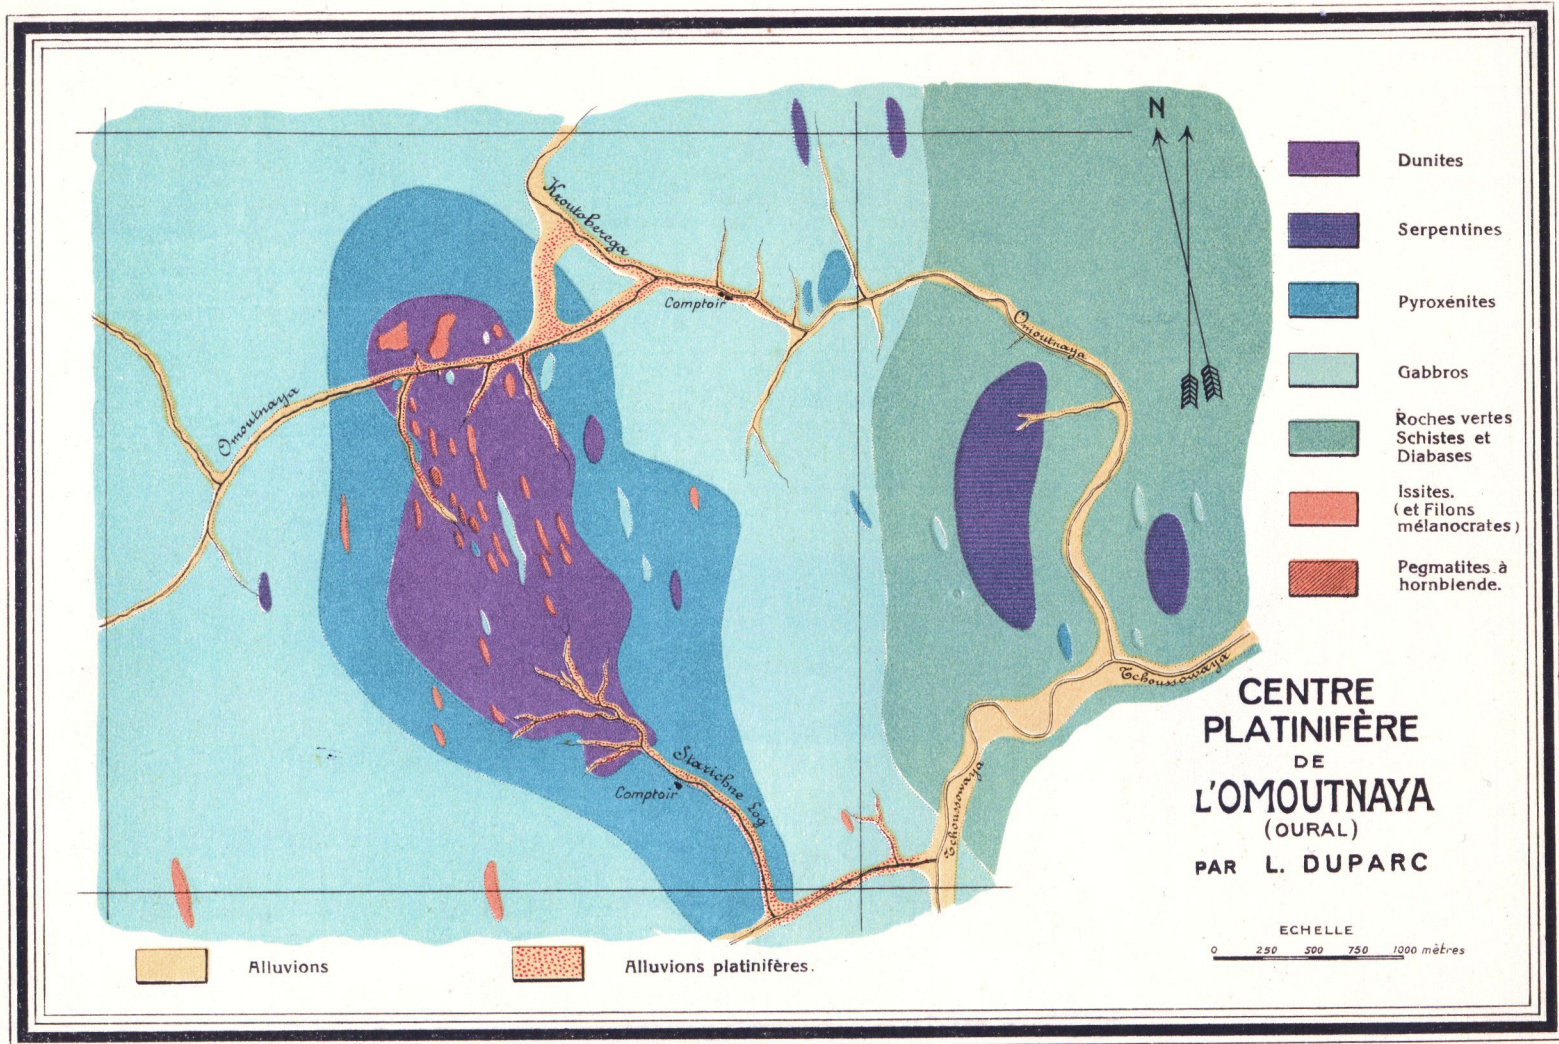 N
Kroutoberega
Comptoir
Omoutnaya
Omoutnaya
Tchoussowaya
Starichne Log
Comptoir
Tchoussowaya
Dunites
Serpentines
Pyroxénites
Gabbros
Roches vertes
Schistes et
Diabases
Issites.
(et Filons
mélanocrates)
Pegmatites à
hornblende.
CENTRE
PLATINIFÈRE
DE
L'OMOUTNAYA
(OURAL)
PAR L. DUPARC
ECHELLE
0 250 500 750 1000 mètres
Alluvions
Alluvions platinifères.